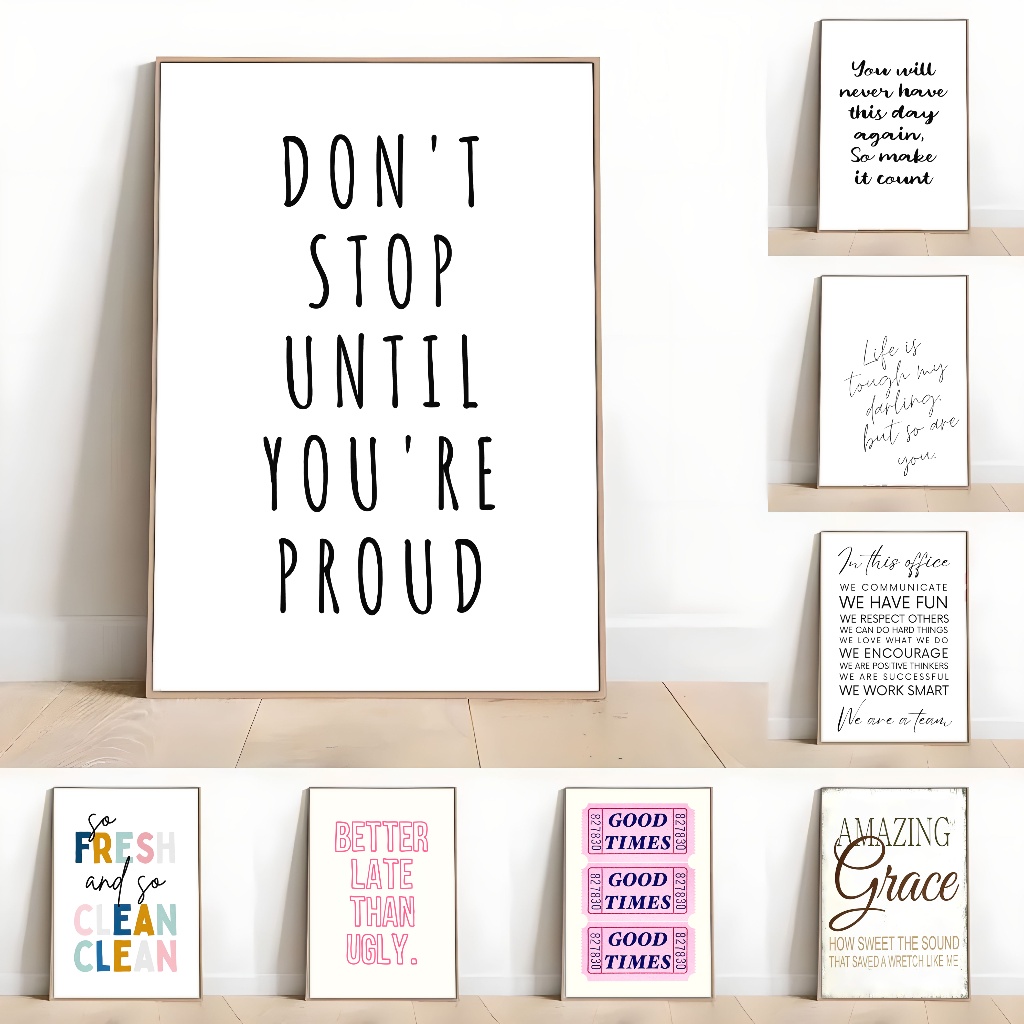 DON'T
STOP
UNTIL
YOU'RE
PROUD
You will
never have
this day
again,
So make
it count
Life is
tough my
darling,
but so are
you.
In this office
WE COMMUNICATE
WE HAVE FUN
WE RESPECT OTHERS
WE CAN DO HARD THINGS
WE LOVE WHAT WE DO
WE ENCOURAGE
WE ARE POSITIVE THINKERS
WE ARE SUCCESSFUL
WE WORK SMART
We are a team
so
FRESH
and so
CLEAN
CLEAN
BETTER
LATE
THAN
UGLY.
827830 GOOD TIMES 827830
827830 GOOD TIMES 827830
827830 GOOD TIMES 827830
AMAZING
Grace
HOW SWEET THE SOUND
THAT SAVED A WRETCH LIKE ME